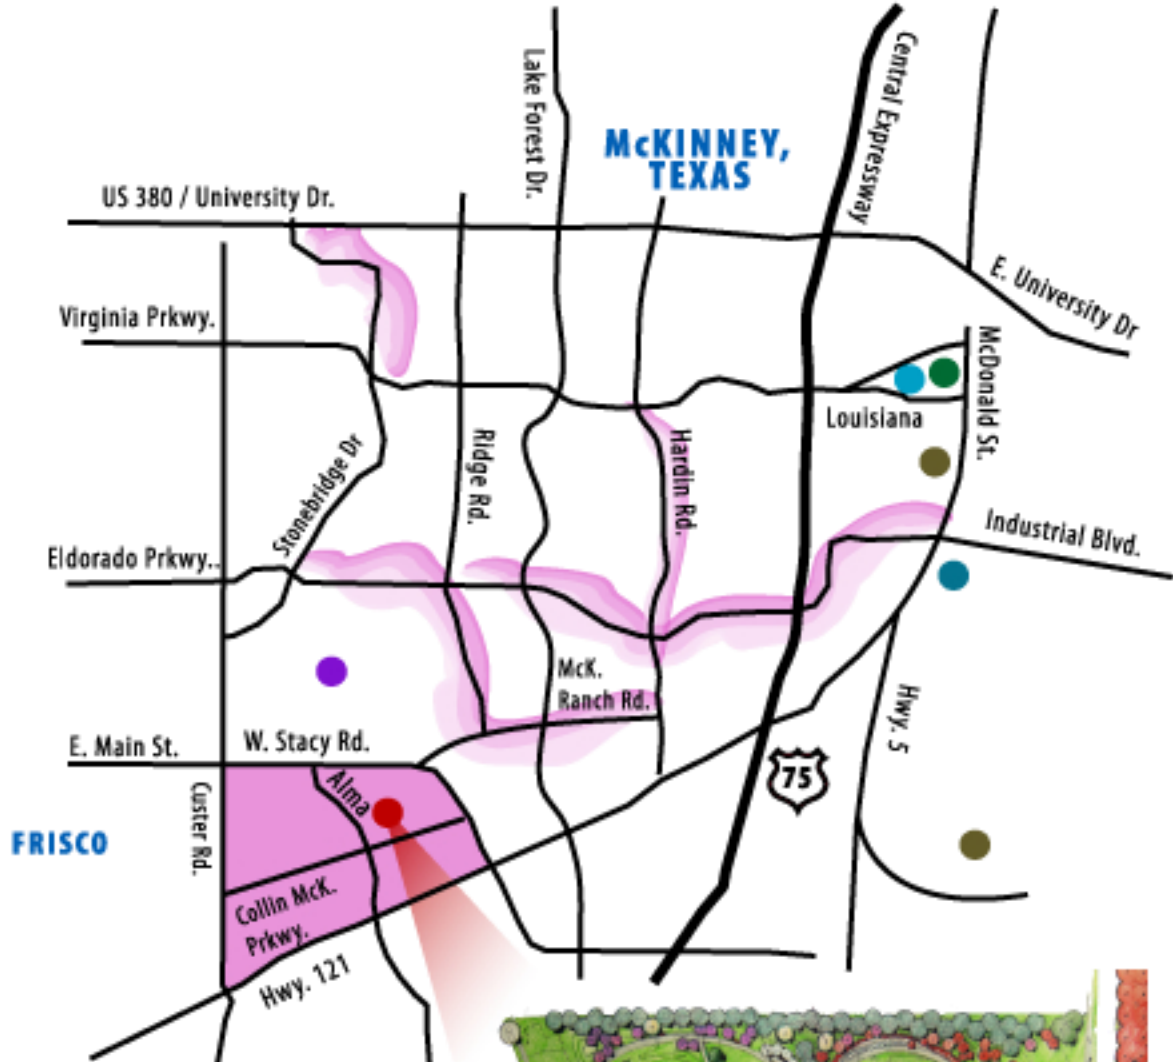 Central Expressway
Lake Forest Dr.
McKINNEY,
TEXAS
US 380 / University Dr.
E. University Dr
Virginia Prkwy.
McDonald St.
Louisiana
Stonebridge Dr
Ridge Rd.
Hardin Rd.
Industrial Blvd.
Eldorado Prkwy..
McK.
Ranch Rd.
Hwy. 5
E. Main St.
W. Stacy Rd.
75
Alma
Custer Rd.
FRISCO
Collin McK.
Prkwy.
Hwy. 121